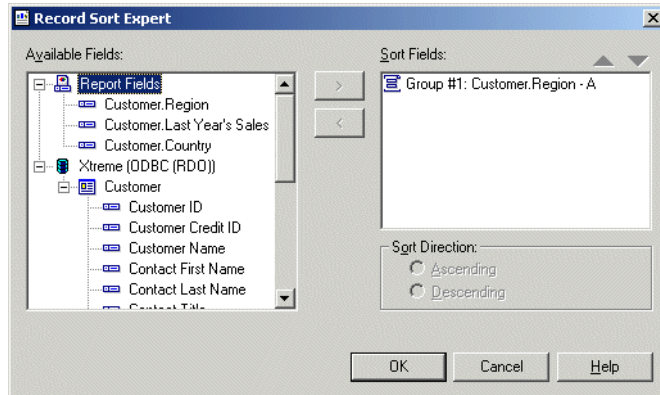 Record Sort Expert
Available Fields:
Report Fields
Customer.Region
Customer.Last Year's Sales
Customer.Country
Xtreme (ODBC (RDO))
Customer
Customer ID
Customer Credit ID
Customer Name
Contact First Name
Contact Last Name
Contact Title
>
<
Sort Fields:
Group #1: Customer.Region - A
Sort Direction:
Ascending
Descending
OK
Cancel
Help